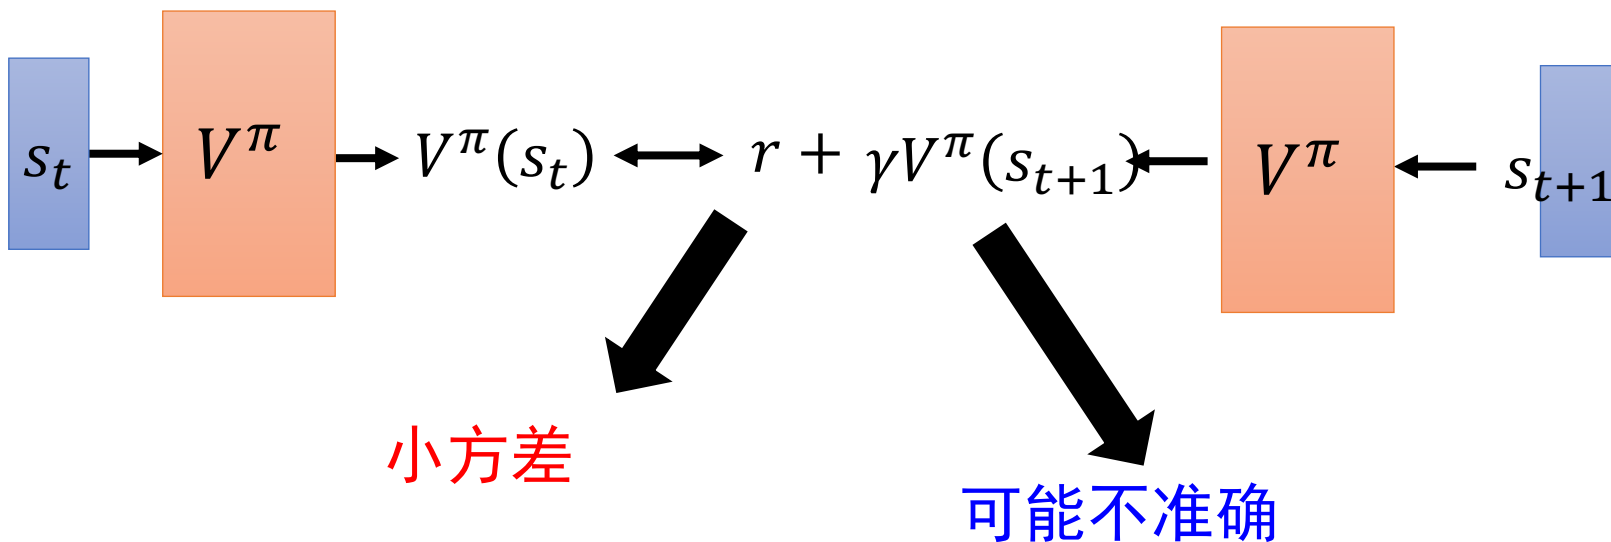 s_t
V^π
V^π(s_t) ↔ r + γV^π(s_{t+1})
V^π
s_{t+1}
小方差
可能不准确